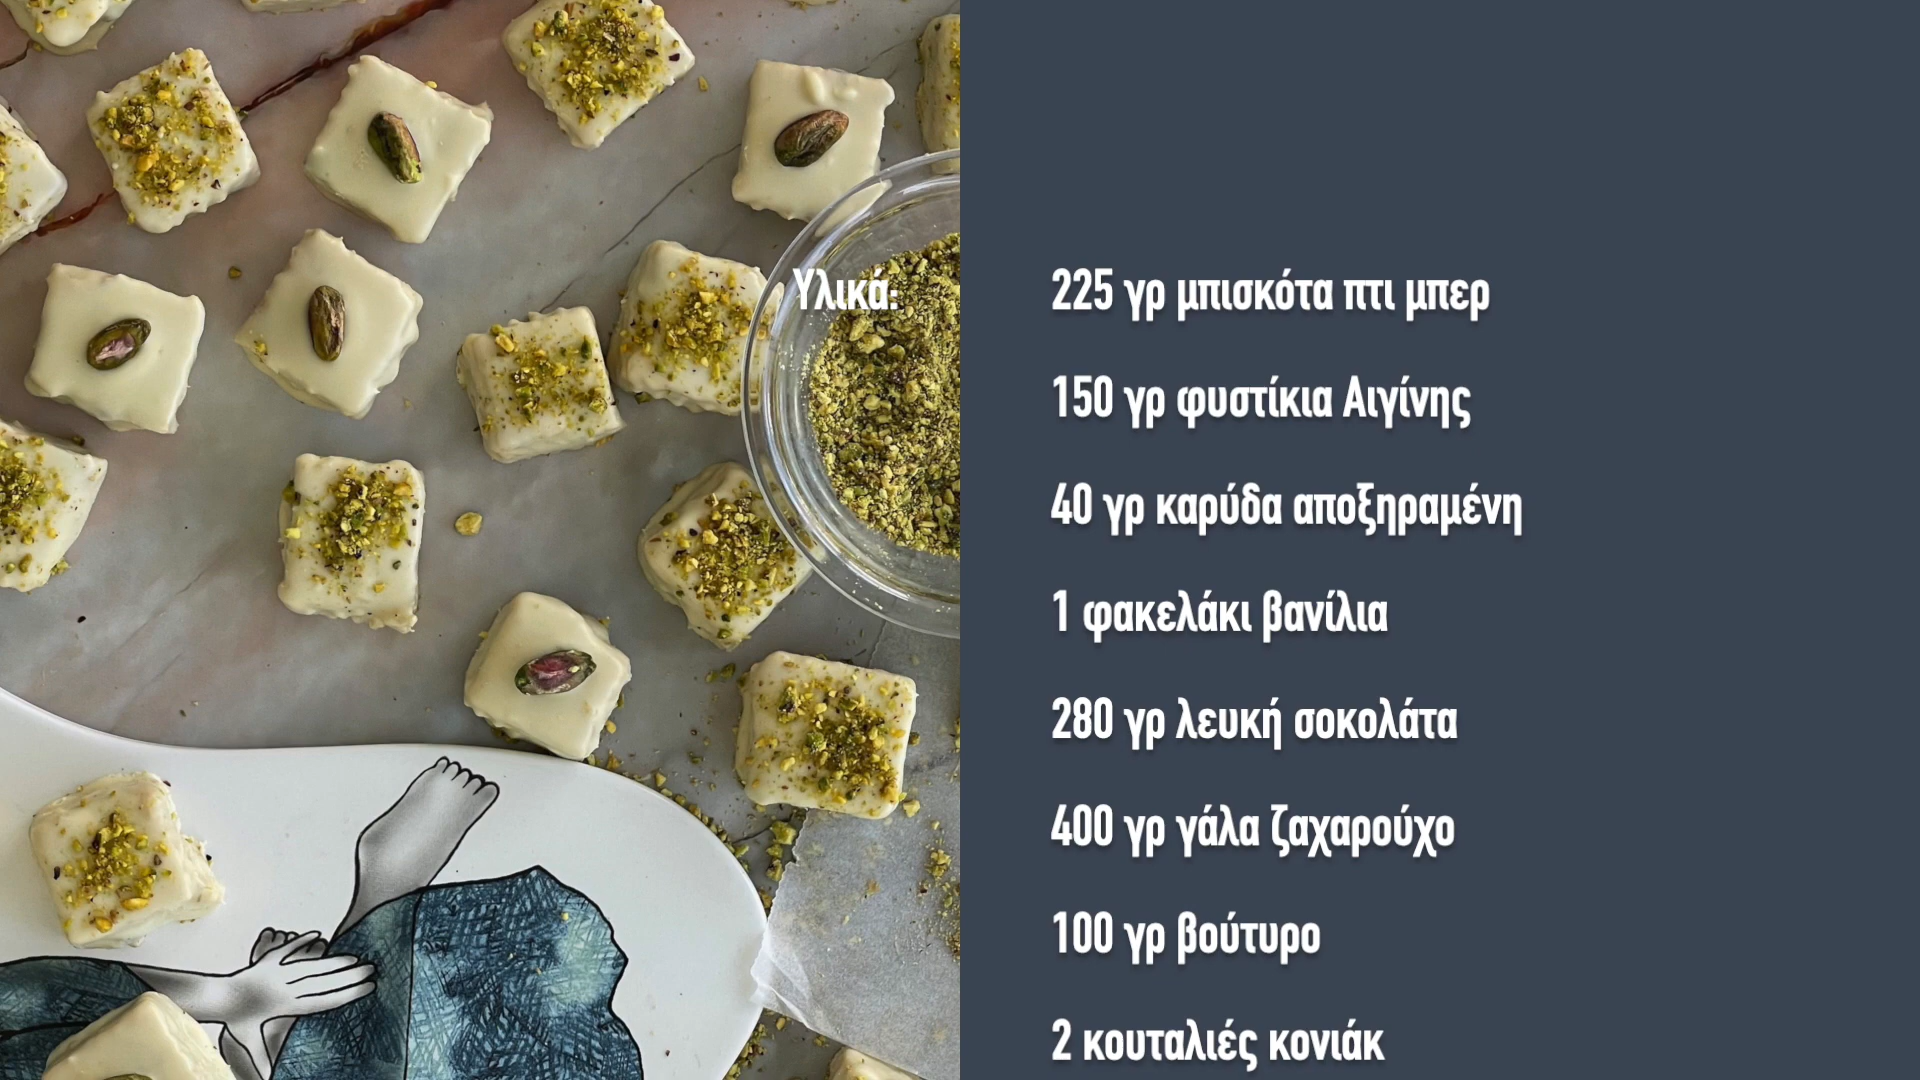 Υλικά:
225 γρ μπισκότα πτι μπερ
150 γρ φυστίκια Αιγίνης
40 γρ καρύδα αποξηραμένη
1 φακελάκι βανίλια
280 γρ λευκή σοκολάτα
400 γρ γάλα ζαχαρούχο
100 γρ βούτυρο
2 κουταλιές κονιάκ